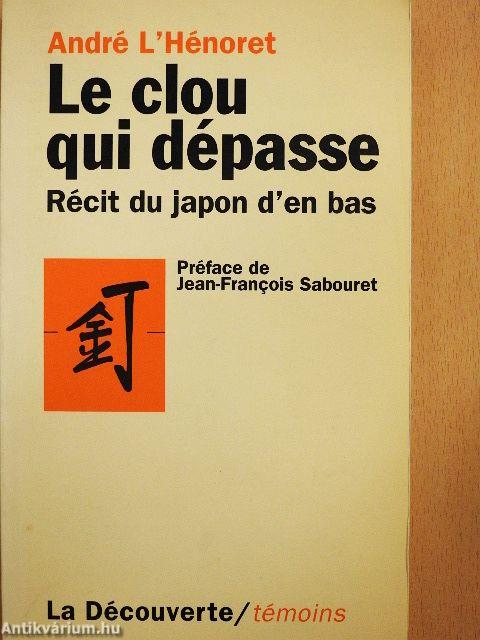 André L'Hénoret
Le clou
qui dépasse
Récit du japon d'en bas
Préface de
Jean-François Sabouret
釘
La Découverte/témoins
Antikvárium.hu